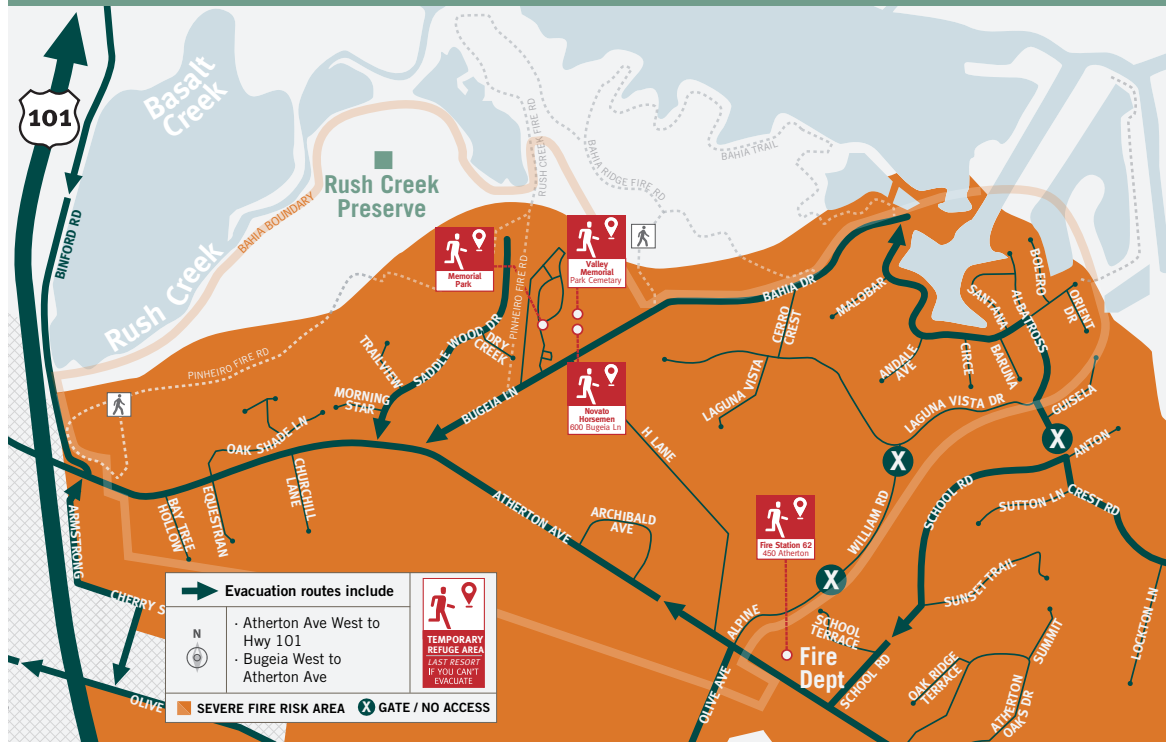 101
Basalt
Creek
BINFORD RD
Rush Creek
BAHIA BOUNDARY
Rush Creek
Preserve
RUSH CREEK FIRE RD
BAHIA RIDGE FIRE RD
BAHIA TRAIL
Memorial
Park
Valley
Memorial
Park Cemetary
Novato
Horsemen
600 Bugeia Ln
PINHEIRO FIRE RD
PINHEIRO FIRE RD
SADDLE WOOD DR
DRY
CREEK
TRAILVIEW
MORNING
STAR
BUGEIA LN
BAHIA DR
MALOBAR
CERRO
CREST
LAGUNA VISTA
LAGUNA VISTA DR
ANDALE
AVE
CIRCE
BARUNA
SANTANA
ALBATROSS
BOLERO
ORIENT
DR
GUISELA
X
X
X
ANTON
CREST RD
SUTTON LN
SCHOOL RD
WILLIAM RD
H LANE
OAK SHADE LN
EQUESTRIAN
BAY TREE
HOLLOW
CHURCHILL
LANE
ATHERTON AVE
ARCHIBALD
AVE
ARMSTRONG
CHERRY S
OLIVE
Fire Station 62
450 Atherton
ALPINE
OLIVE AVE
SCHOOL
TERRACE
Fire
Dept
SCHOOL RD
SUNSET TRAIL
OAK RIDGE
TERRACE
SUMMIT
ATHERTON
OAKS DR
LOCKTON LN
Evacuation routes include
N
· Atherton Ave West to
Hwy 101
· Bugeia West to
Atherton Ave
TEMPORARY
REFUGE AREA
LAST RESORT
IF YOU CAN'T
EVACUATE
SEVERE FIRE RISK AREA X GATE / NO ACCESS